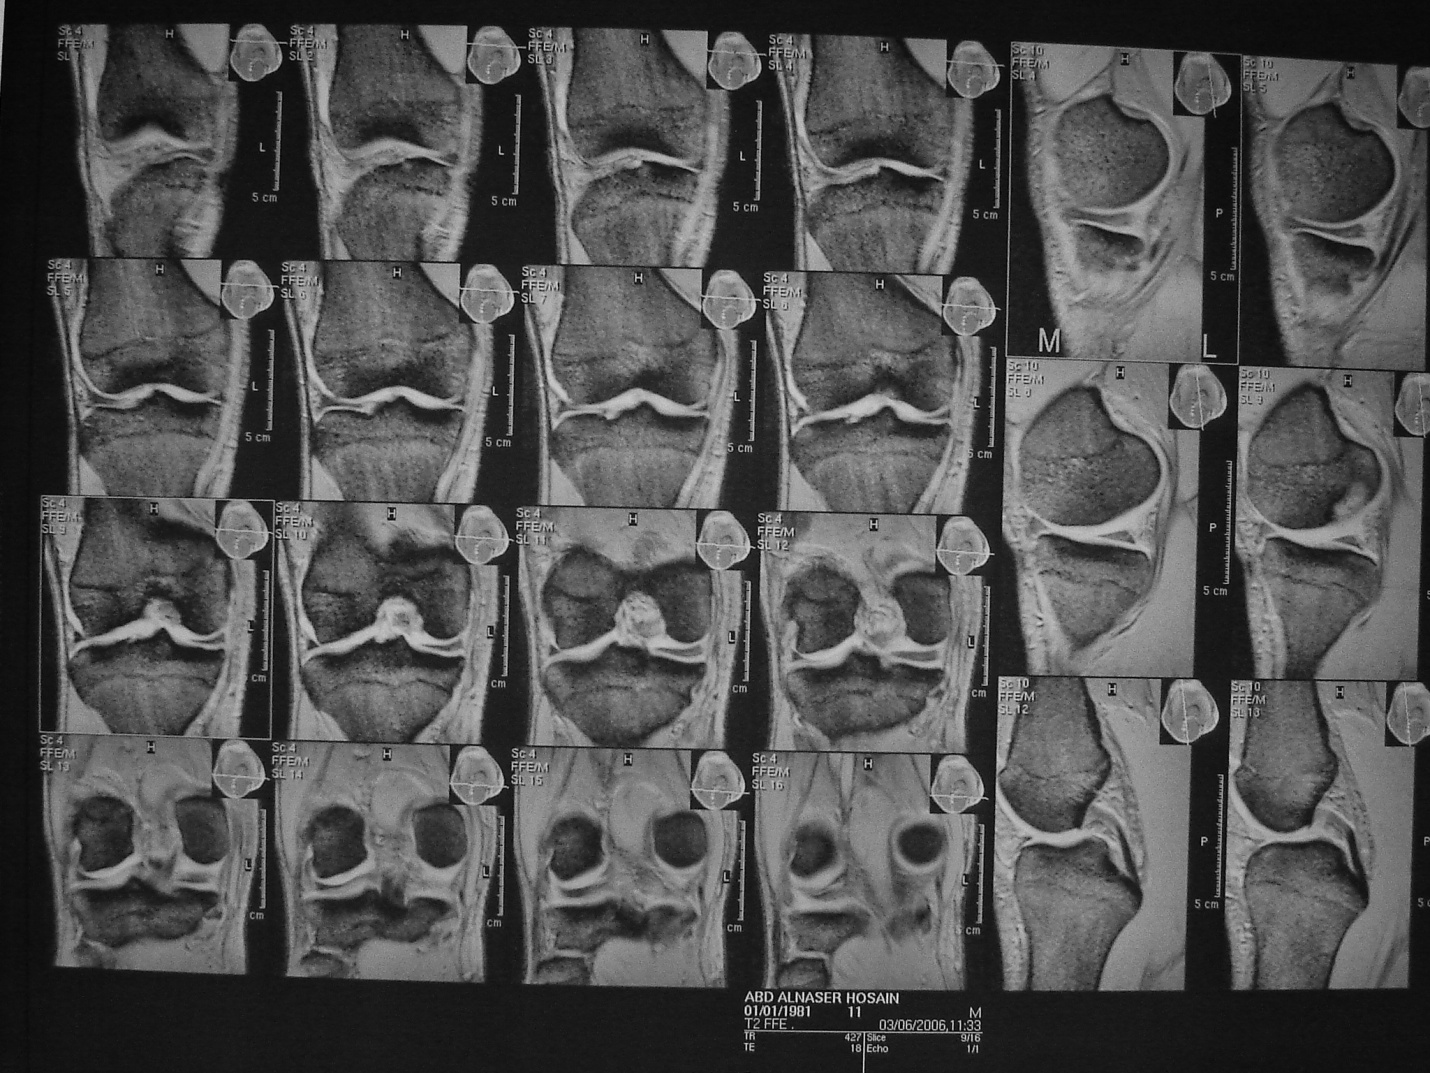 Sc 4
FFE/M
SL
H
L
5 cm
Sc 4
FFE/M
SL 2
H
L
5 cm
Sc 4
FFE/M
SL 3
H
L
5 cm
Sc 4
FFE/M
SL 4
H
L
5 cm
Sc 10
FFE/M
SL 4
H
P
5 cm
M
L
Sc 10
FFE/M
SL 5
H
Sc 4
FFE/M
SL 5
H
L
5 cm
Sc 4
FFE/M
SL 6
H
L
5 cm
Sc 4
FFE/M
SL 7
H
L
5 cm
Sc 4
FFE/M
SL 8
H
L
5 cm
Sc 10
FFE/M
SL 8
H
P
5 cm
Sc 10
FFE/M
SL 9
H
Sc 4
FFE/M
SL 9
H
L
cm
Sc 4
FFE/M
SL 10
H
L
cm
Sc 4
FFE/M
SL 11
H
L
cm
Sc 4
FFE/M
SL 12
H
L
cm
Sc 10
FFE/M
SL 12
H
P
5 cm
Sc 10
FFE/M
SL 13
H
P
5 c
Sc 4
FFE/M
SL 13
H
L
cm
Sc 4
FFE/M
SL 14
H
L
cm
Sc 4
FFE/M
SL 15
H
L
cm
Sc 4
FFE/M
SL 16
H
L
5 cm
ABD ALNASER HOSAIN
01/01/1981 11 M
T2 FFE . 03/06/2006,11:33
TR 427 Slice 9/16
TE 18 Echo 1/1